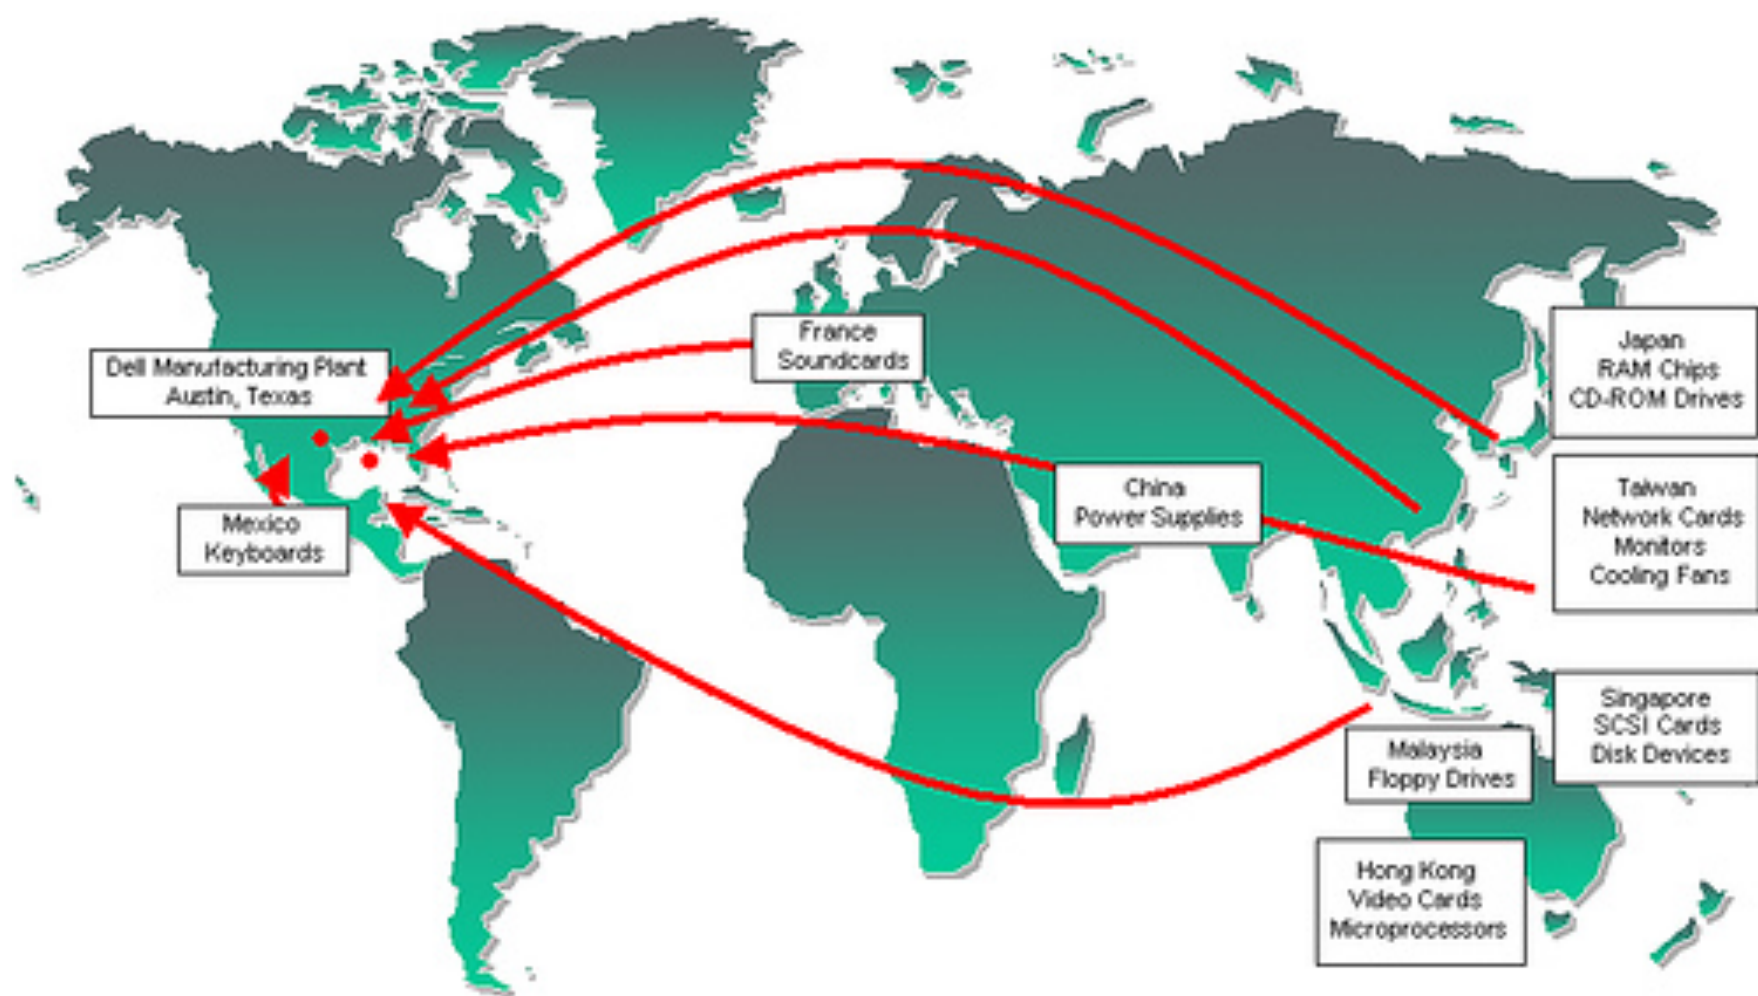 Dell Manufacturing Plant
Austin, Texas
Mexico
Keyboards
France
Soundcards
China
Power Supplies
Japan
RAM Chips
CD-ROM Drives
Taiwan
Network Cards
Monitors
Cooling Fans
Singapore
SCSI Cards
Disk Devices
Malaysia
Floppy Drives
Hong Kong
Video Cards
Microprocessors